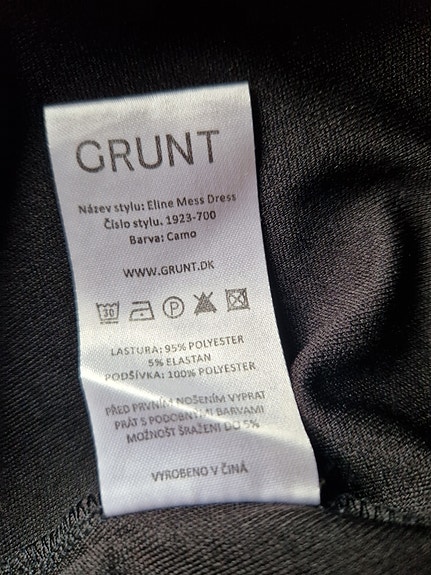 GRUNT
Název stylu: Eline Mess Dress
Číslo stylu. 1923-700
Barva: Camo
WWW.GRUNT.DK
30 P
LASTURA: 95% POLYESTER
5% ELASTAN
PODŠÍVKA: 100% POLYESTER
PŘED PRVNÍM NOŠENÍM VYPRAT
PRÁT S PODOBNÝMI BARVAMI
MOŽNOST SRAŽENÍ DO 5%
VYROBENO V ČINÁ